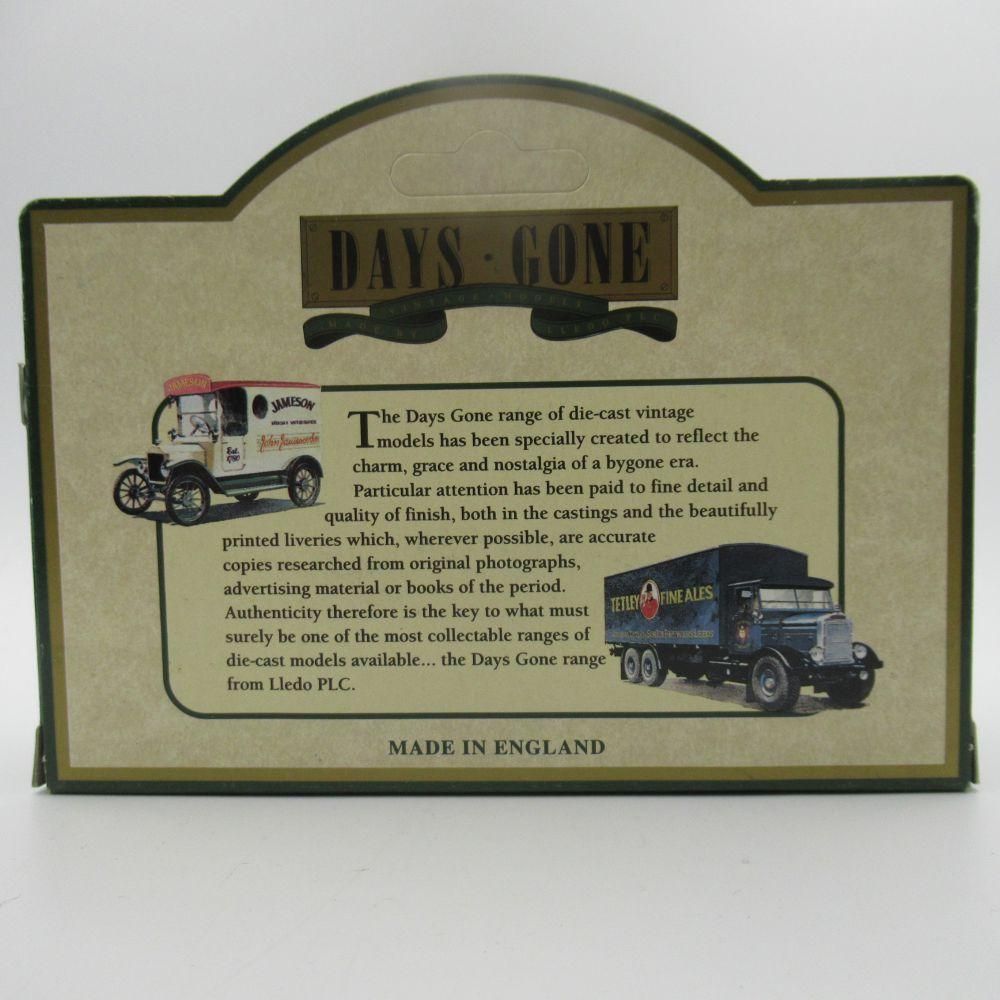 DAYS · GONE
VINTAGE · MODELS
MADE BY LLEDO PLC
JAMESON
JAMESON
IRISH WHISKEY
Est.
1780
The Days Gone range of die-cast vintage
models has been specially created to reflect the
charm, grace and nostalgia of a bygone era.
Particular attention has been paid to fine detail and
quality of finish, both in the castings and the beautifully
printed liveries which, wherever possible, are accurate
copies researched from original photographs,
advertising material or books of the period.
Authenticity therefore is the key to what must
surely be one of the most collectable ranges of
die-cast models available... the Days Gone range
from Lledo PLC.
TETLEY FINE ALES
MADE IN ENGLAND